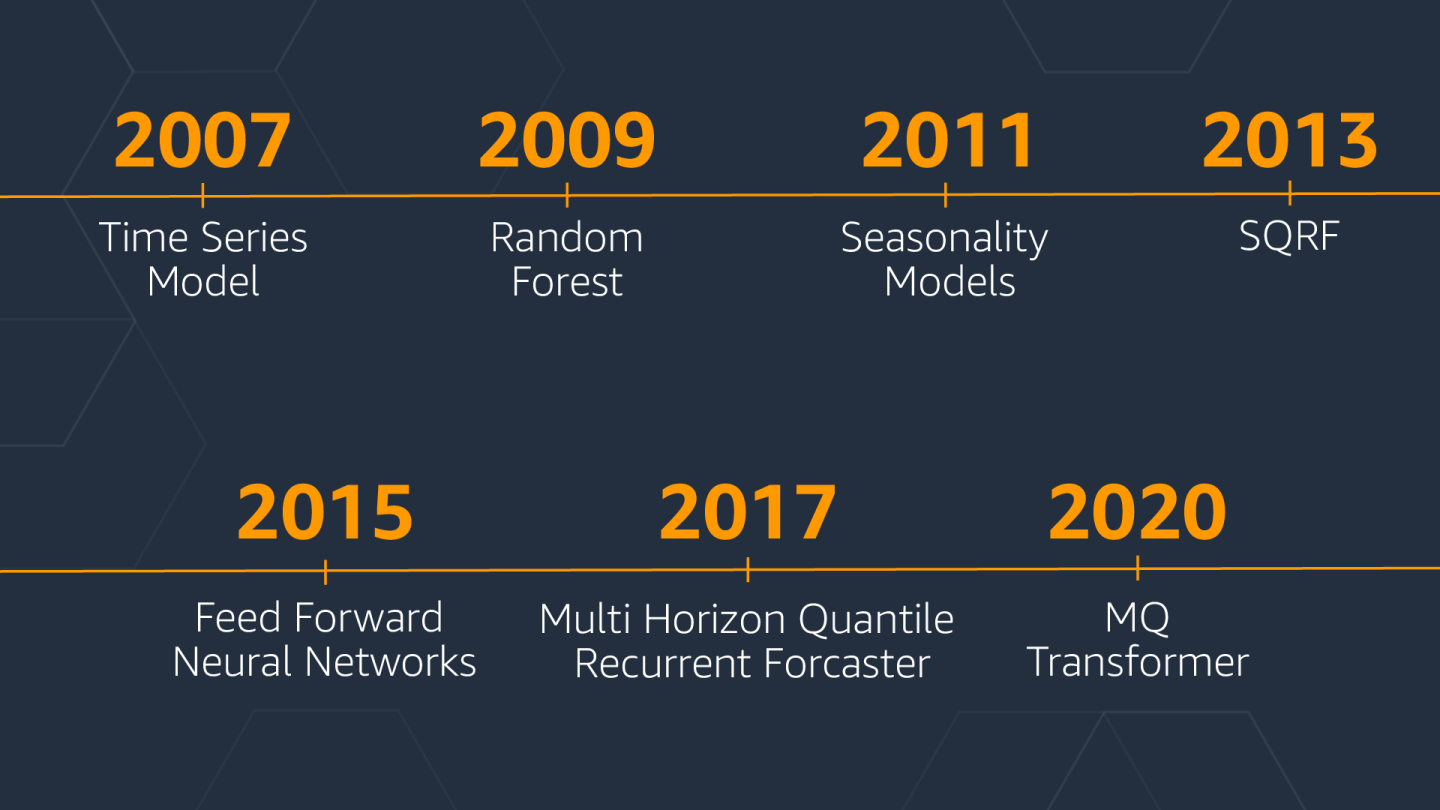 2007 2009 2011 2013
Time Series Random Seasonality SQRF
Model Forest Models
2015 2017 2020
Feed Forward Multi Horizon Quantile MQ
Neural Networks Recurrent Forcaster Transformer